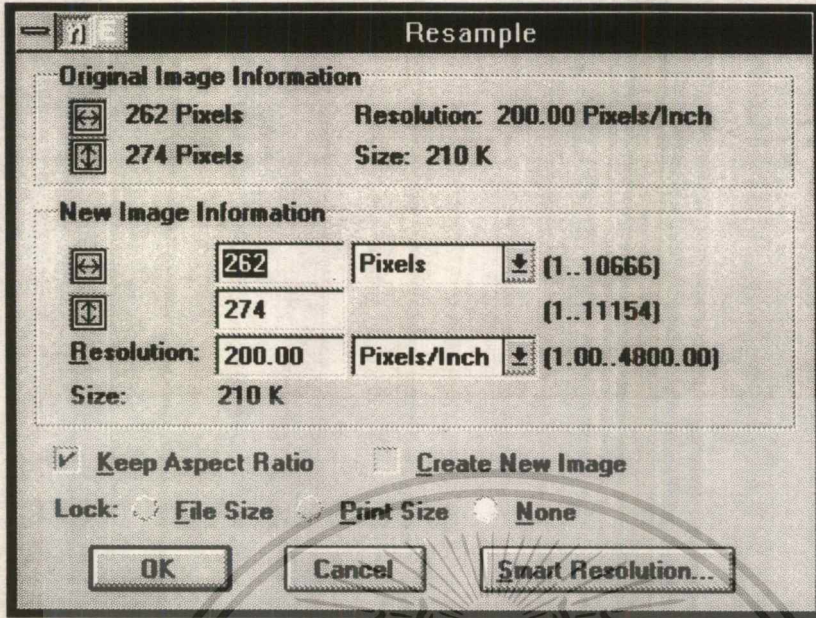 Resample
Original Image Information
262 Pixels Resolution: 200.00 Pixels/Inch
274 Pixels Size: 210 K
New Image Information
262 Pixels (1..10666)
274 (1..11154)
Resolution: 200.00 Pixels/Inch (1.00..4800.00)
Size: 210 K
Keep Aspect Ratio Create New Image
Lock: File Size Print Size None
OK Cancel Smart Resolution...